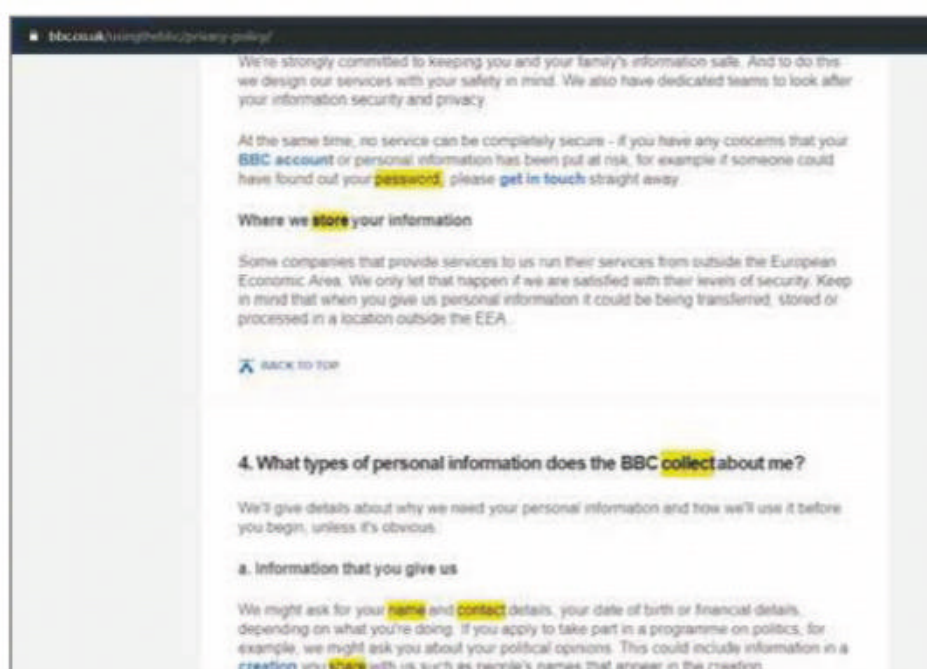 bbc.co.uk/usingthebbc/privacy-policy/
We're strongly committed to keeping you and your family's information safe. And to do this
we design our services with your safety in mind. We also have dedicated teams to look after
your information security and privacy.
At the same time, no service can be completely secure - if you have any concerns that your
BBC account or personal information has been put at risk, for example if someone could
have found out your password, please get in touch straight away.
Where we store your information
Some companies that provide services to us run their services from outside the European
Economic Area. We only let that happen if we are satisfied with their levels of security. Keep
in mind that when you give us personal information it could be being transferred, stored or
processed in a location outside the EEA.
BACK TO TOP
4. What types of personal information does the BBC collect about me?
We'll give details about why we need your personal information and how we'll use it before
you begin, unless it's obvious.
a. Information that you give us
We might ask for your name and contact details, your date of birth or financial details,
depending on what you're doing. If you apply to take part in a programme on politics, for
example, we might ask you about your political opinions. This could include information in a
creation you share with us such as people's names that appear in the creation.